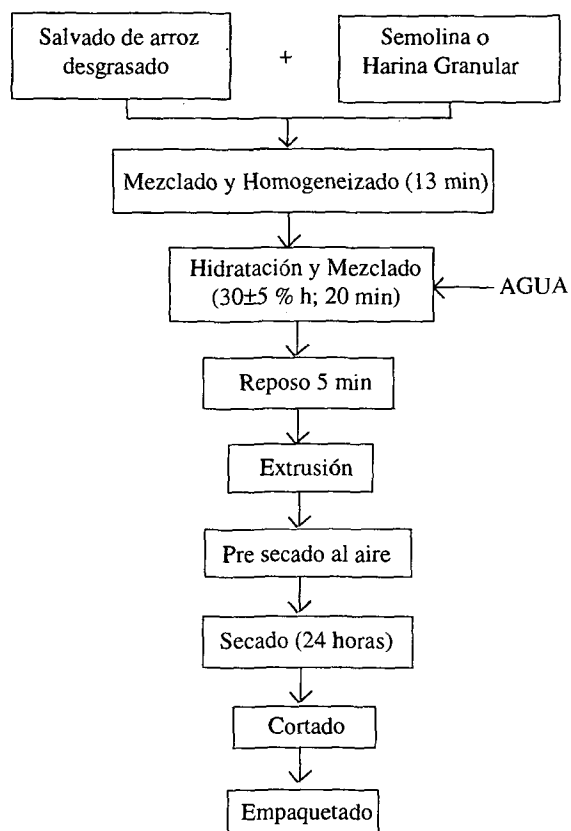 Salvado de arroz
desgrasado
+
Semolina o
Harina Granular
Mezclado y Homogeneizado (13 min)
Hidratación y Mezclado
(30±5 % h; 20 min)
AGUA
Reposo 5 min
Extrusión
Pre secado al aire
Secado (24 horas)
Cortado
Empaquetado